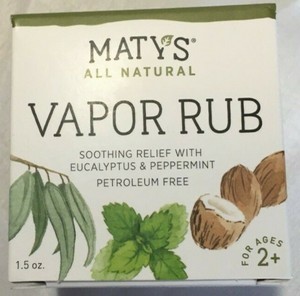 MATY'S®
ALL NATURAL
VAPOR RUB
SOOTHING RELIEF WITH
EUCALYPTUS & PEPPERMINT
PETROLEUM FREE
1.5 oz.
FOR AGES
2+